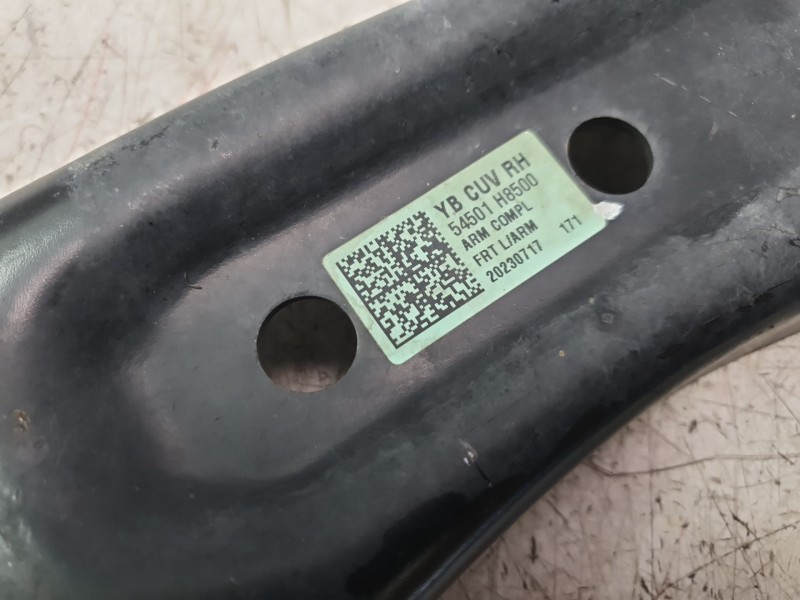 YB CUV RH
54501 H8500
ARM COMPL
FRT L/ARM 171
20230717